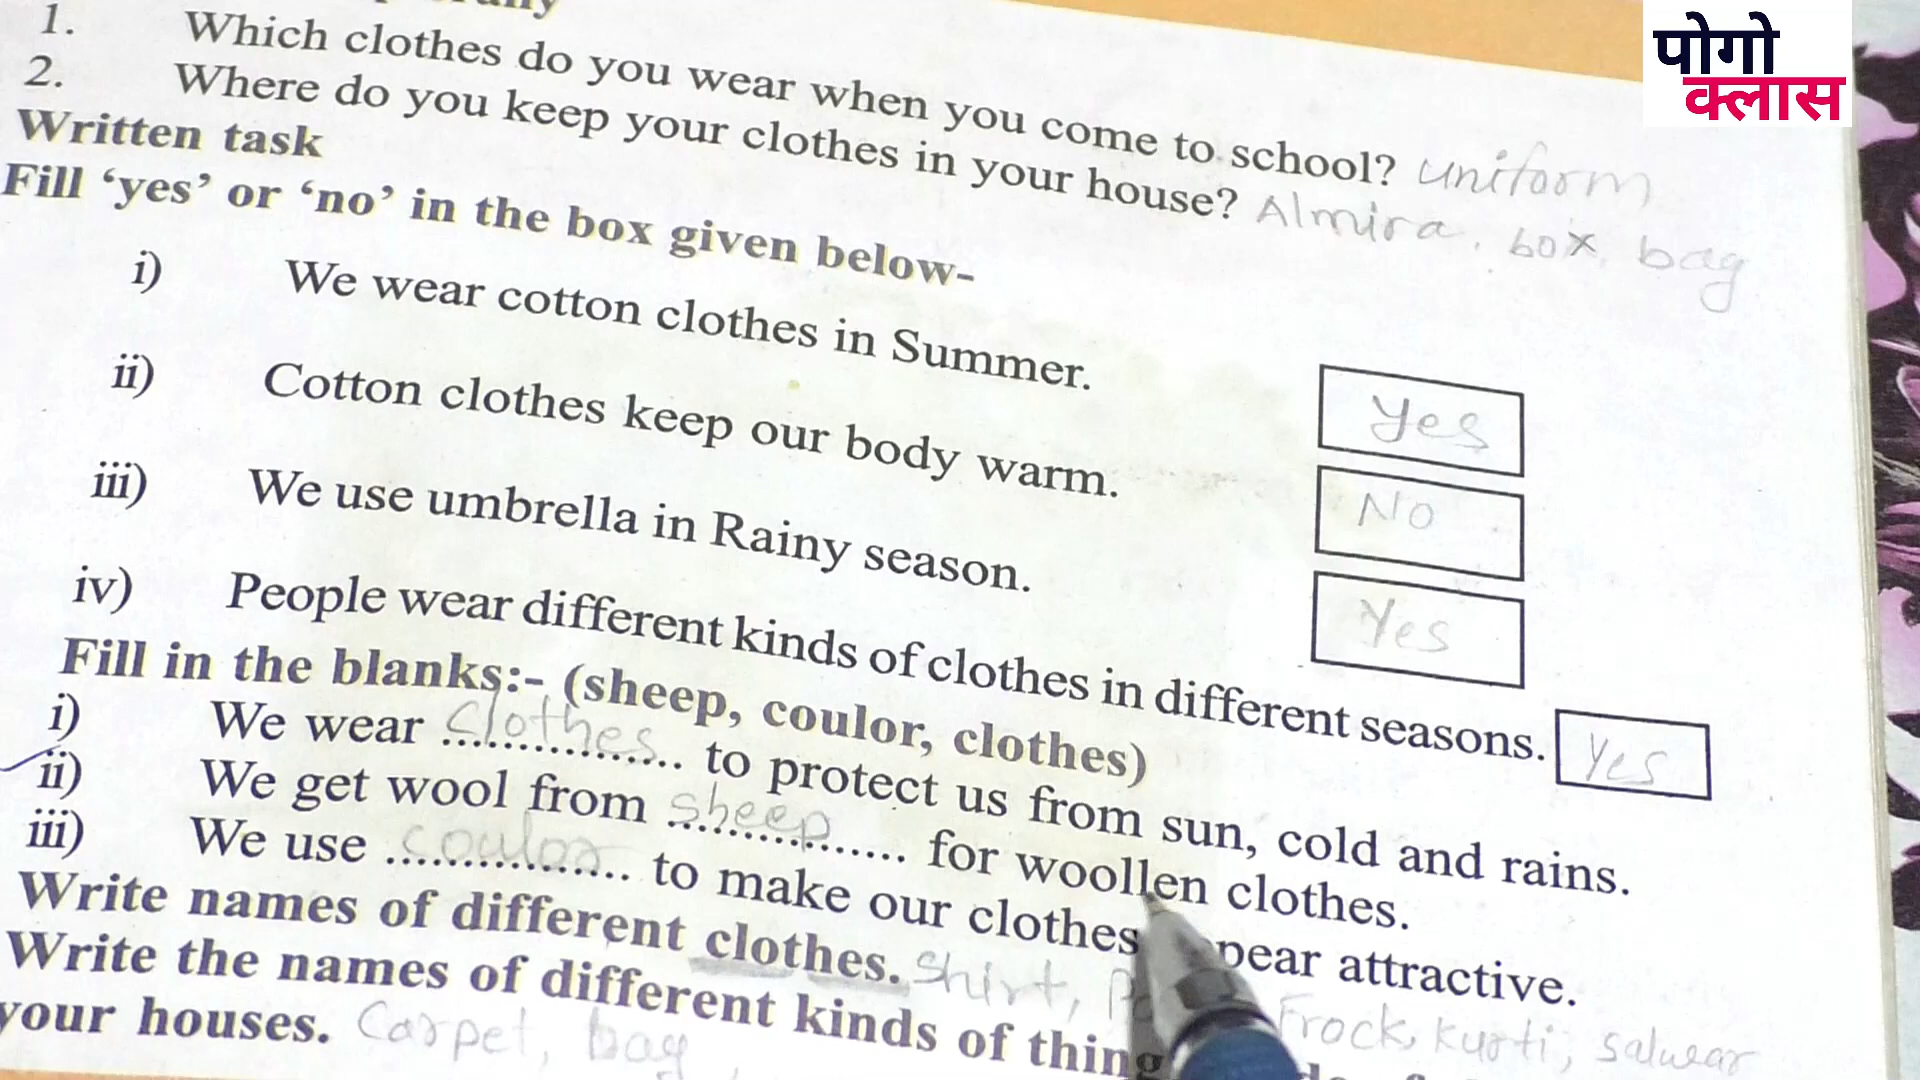 पोगो
क्लास
1. Which clothes do you wear when you come to school? uniform
2. Where do you keep your clothes in your house? Almira, box, bag
Written task
Fill ‘yes’ or ‘no’ in the box given below-
i) We wear cotton clothes in Summer. Yes
ii) Cotton clothes keep our body warm. No
iii) We use umbrella in Rainy season. Yes
iv) People wear different kinds of clothes in different seasons. Yes
Fill in the blanks:- (sheep, coulor, clothes)
i) We wear clothes to protect us from sun, cold and rains.
ii) We get wool from sheep for woollen clothes.
iii) We use coulor to make our clothes pear attractive.
Write names of different clothes. Shirt, Frock, Kurti, salwar
Write the names of different kinds of thing
your houses. Carpet, bag,